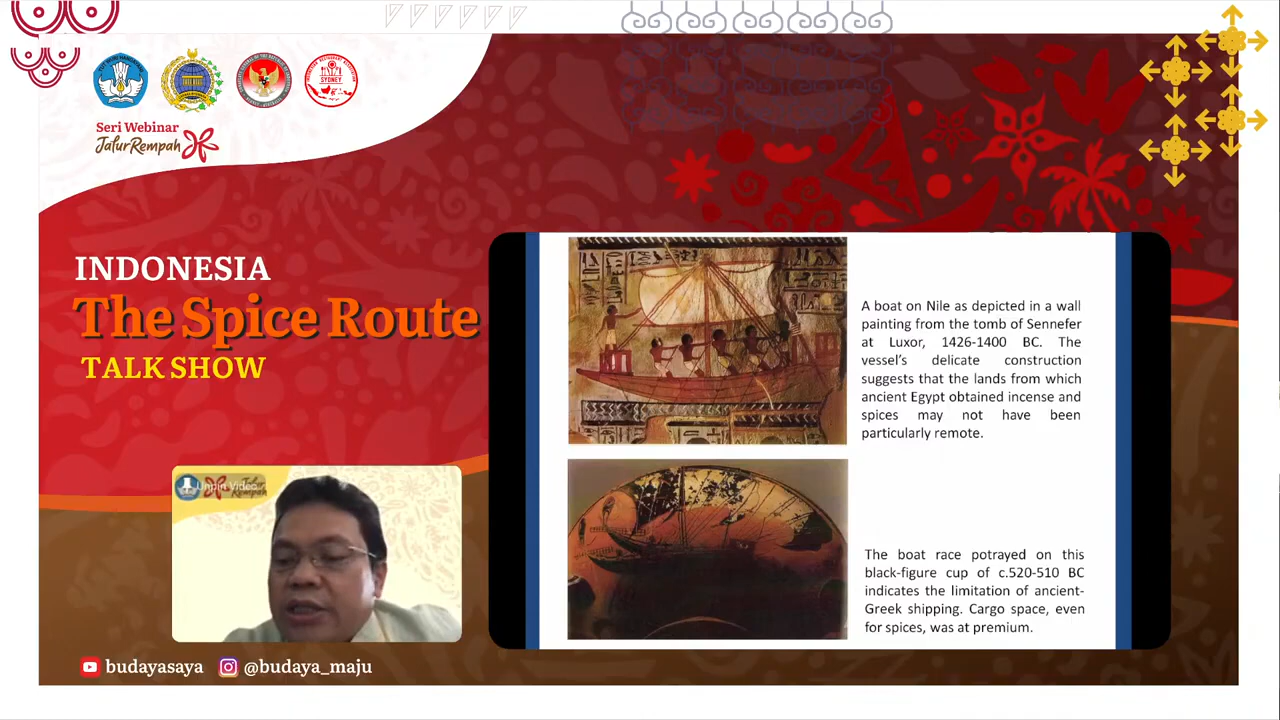 SYDNEY
Seri Webinar
JalurRempah
INDONESIA
The Spice Route
TALK SHOW
Unpin Video
Jalur
Rempah
budayasaya
@budaya_maju
A boat on Nile as depicted in a wall
painting from the tomb of Sennefer
at Luxor, 1426-1400 BC. The
vessel's delicate construction
suggests that the lands from which
ancient Egypt obtained incense and
spices may not have been
particularly remote.
The boat race potrayed on this
black-figure cup of c.520-510 BC
indicates the limitation of ancient-
Greek shipping. Cargo space, even
for spices, was at premium.